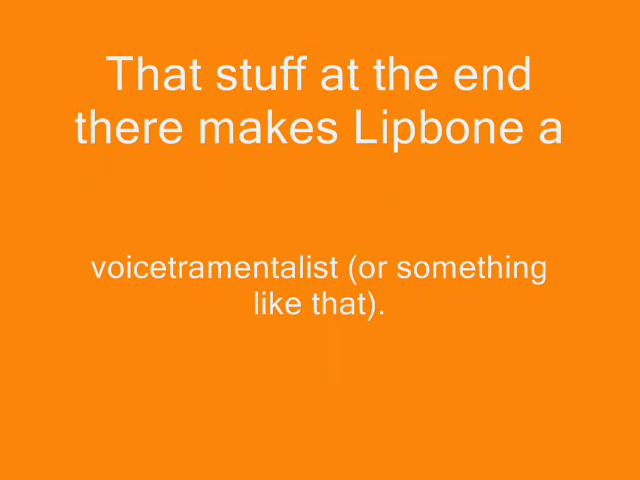 That stuff at the end
there makes Lipbone a
voicetramentalist (or something
like that).